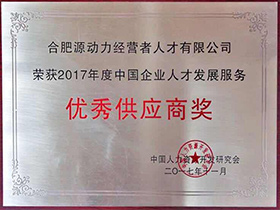 合肥源动力经营者人才有限公司
荣获2017年度中国企业人才发展服务
优秀供应商奖
中国人力资源开发研究会
二〇一七年十一月